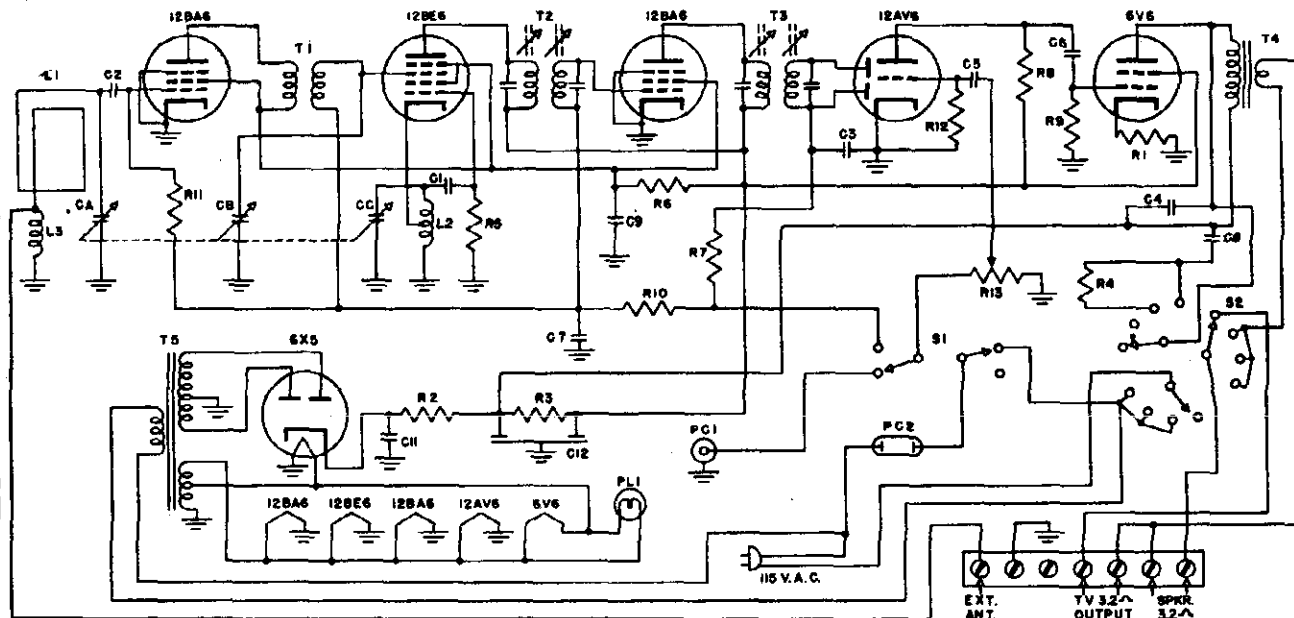 12BA6 12BE6 T2 12BA6 T3 12AV6 6V6 T4
L1 C2 T1 C5 R8 C6
R12 R9 R1
C3
R11 C1 R6 C4
L3 CA CB CC L2 R5 C9 R7 C8
R10 R13 R4 S2
T5 6X5 C7 S1
R2 R3 PC1 PC2
C11 C12
PL1
12BA6 12BE6 12BA6 12AV6 6V6
115 V.A.C.
EXT. TV 3.2 SPKR.
ANT. OUTPUT 3.2